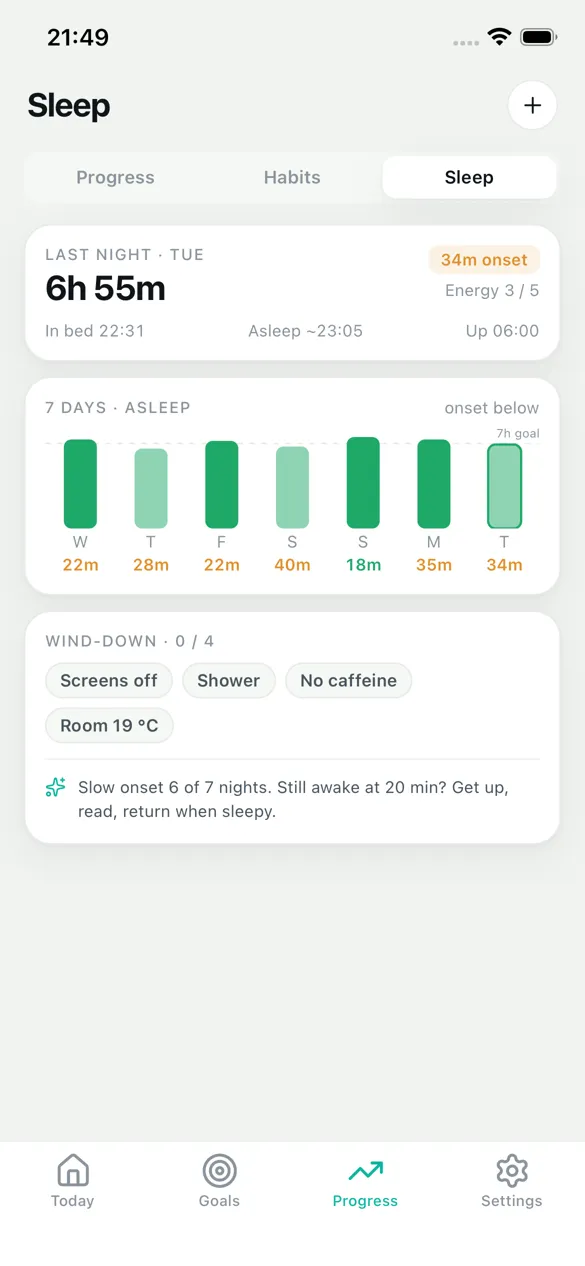 21:49
Sleep
Progress Habits Sleep
LAST NIGHT · TUE
34m onset
6h 55m
Energy 3 / 5
In bed 22:31 Asleep ~23:05 Up 06:00
7 DAYS · ASLEEP onset below
7h goal
W T F S S M T
22m 28m 22m 40m 18m 35m 34m
WIND-DOWN · 0 / 4
Screens off Shower No caffeine
Room 19 °C
Slow onset 6 of 7 nights. Still awake at 20 min? Get up,
read, return when sleepy.
Today Goals Progress Settings